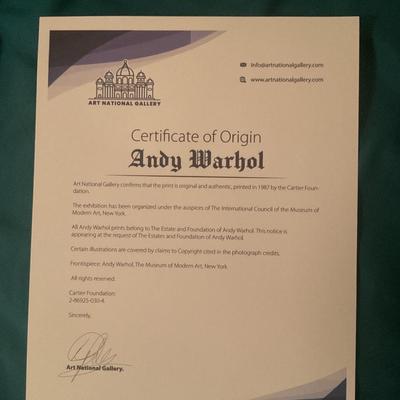 info@artnationalgallery.com
www.artnationalgallery.com
ART NATIONAL GALLERY
Certificate of Origin
Andy Warhol
Art National Gallery confirms that the print is original and authentic, printed in 1987 by the Cartier Foun-
dation.
The exhibition has been organized under the auspices of The International Council of the Museum of
Modern Art, New York.
All Andy Warhol prints belong to The Estate and Foundation of Andy Warhol. This notice is
appearing at the request of The Estates and Foundation of Andy Warhol.
Certain illustrations are covered by claims to Copyright cited in the photograph credits.
Frontispiece: Andy Warhol, The Museum of Modern Art, New York
All rights reserved.
Cartier Foundation:
2-86925-030-4.
Sincerely,
Art National Gallery.